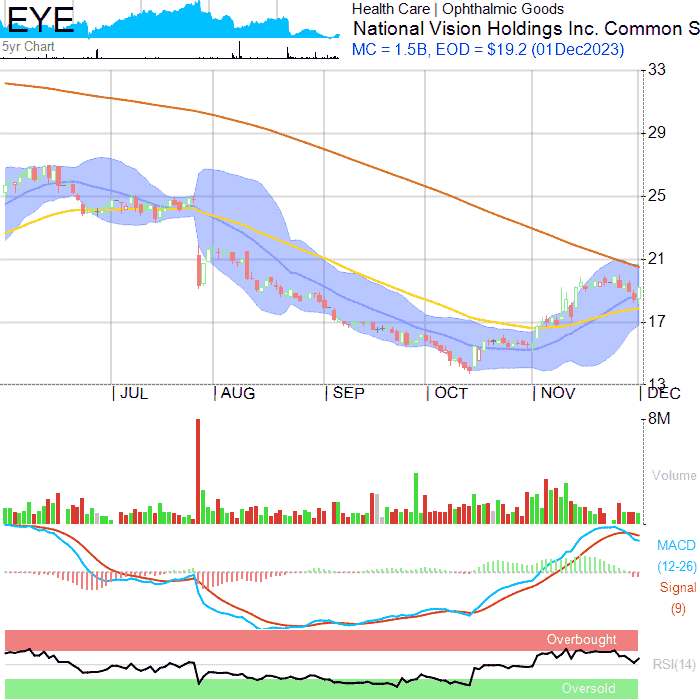 EYE
5yr Chart
Health Care | Ophthalmic Goods
National Vision Holdings Inc. Common S
MC = 1.5B, EOD = $19.2 (01Dec2023)
33
29
25
21
17
13
| JUL | AUG | SEP | OCT | NOV | DEC
8M
Volume
MACD
(12-26)
Signal
(9)
Overbought
RSI(14)
Oversold